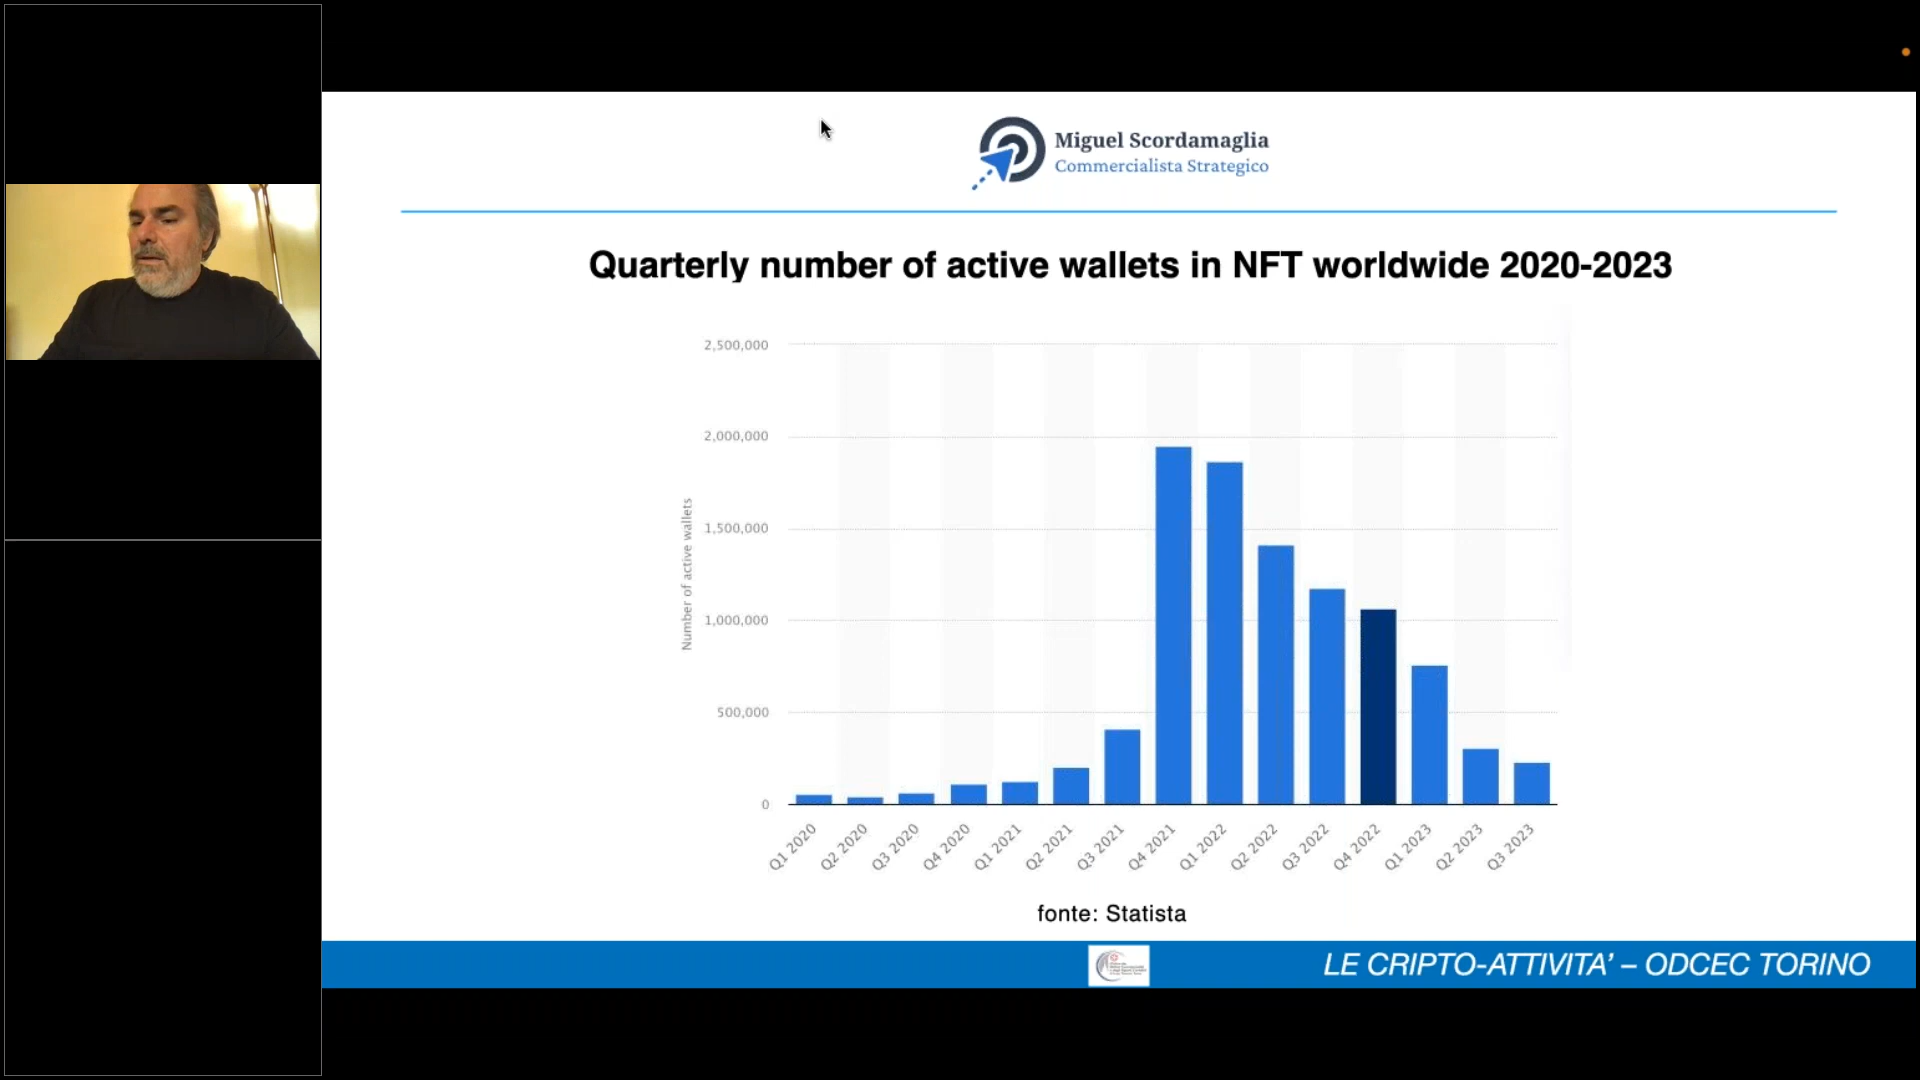 Miguel Scordamaglia
Commercialista Strategico
Quarterly number of active wallets in NFT worldwide 2020-2023
Number of active wallets
2,500,000
2,000,000
1,500,000
1,000,000
500,000
0
Q1 2020
Q2 2020
Q3 2020
Q4 2020
Q1 2021
Q2 2021
Q3 2021
Q4 2021
Q1 2022
Q2 2022
Q3 2022
Q4 2022
Q1 2023
Q2 2023
Q3 2023
fonte: Statista
LE CRIPTO-ATTIVITA’ – ODCEC TORINO